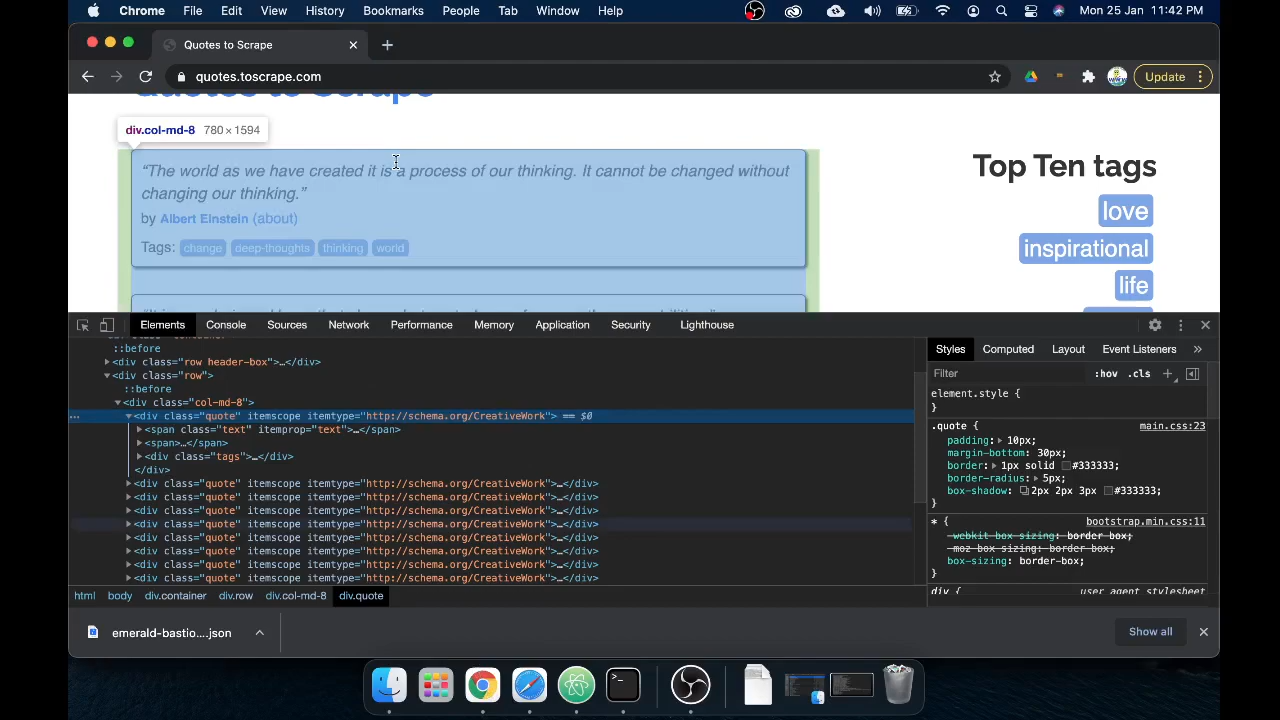 Chrome File Edit View History Bookmarks People Tab Window Help Mon 25 Jan 11:42 PM
Quotes to Scrape
quotes.toscrape.com Update
Quotes to Scrape
div.col-md-8 780 × 1594
“The world as we have created it is a process of our thinking. It cannot be changed without
changing our thinking.”
by Albert Einstein (about)
Tags: change deep-thoughts thinking world
Top Ten tags
love
inspirational
life
Elements Console Sources Network Performance Memory Application Security Lighthouse
::before
▶<div class="row header-box">…</div>
▼<div class="row">
::before
▼<div class="col-md-8">
…▼<div class="quote" itemscope itemtype="http://schema.org/CreativeWork"> == $0
▶<span class="text" itemprop="text">…</span>
▶<span>…</span>
▶<div class="tags">…</div>
</div>
▶<div class="quote" itemscope itemtype="http://schema.org/CreativeWork">…</div>
▶<div class="quote" itemscope itemtype="http://schema.org/CreativeWork">…</div>
▶<div class="quote" itemscope itemtype="http://schema.org/CreativeWork">…</div>
▶<div class="quote" itemscope itemtype="http://schema.org/CreativeWork">…</div>
▶<div class="quote" itemscope itemtype="http://schema.org/CreativeWork">…</div>
▶<div class="quote" itemscope itemtype="http://schema.org/CreativeWork">…</div>
▶<div class="quote" itemscope itemtype="http://schema.org/CreativeWork">…</div>
▶<div class="quote" itemscope itemtype="http://schema.org/CreativeWork">…</div>
html body div.container div.row div.col-md-8 div.quote
Styles Computed Layout Event Listeners »
Filter :hov .cls +
element.style {
}
.quote { main.css:23
padding:▶ 10px;
margin-bottom: 30px;
border:▶ 1px solid #333333;
border-radius:▶ 5px;
box-shadow: 2px 2px 3px #333333;
}
* { bootstrap.min.css:11
-webkit-box-sizing: border-box;
-moz-box-sizing: border-box;
box-sizing: border-box;
}
div { user agent stylesheet
emerald-bastio....json Show all